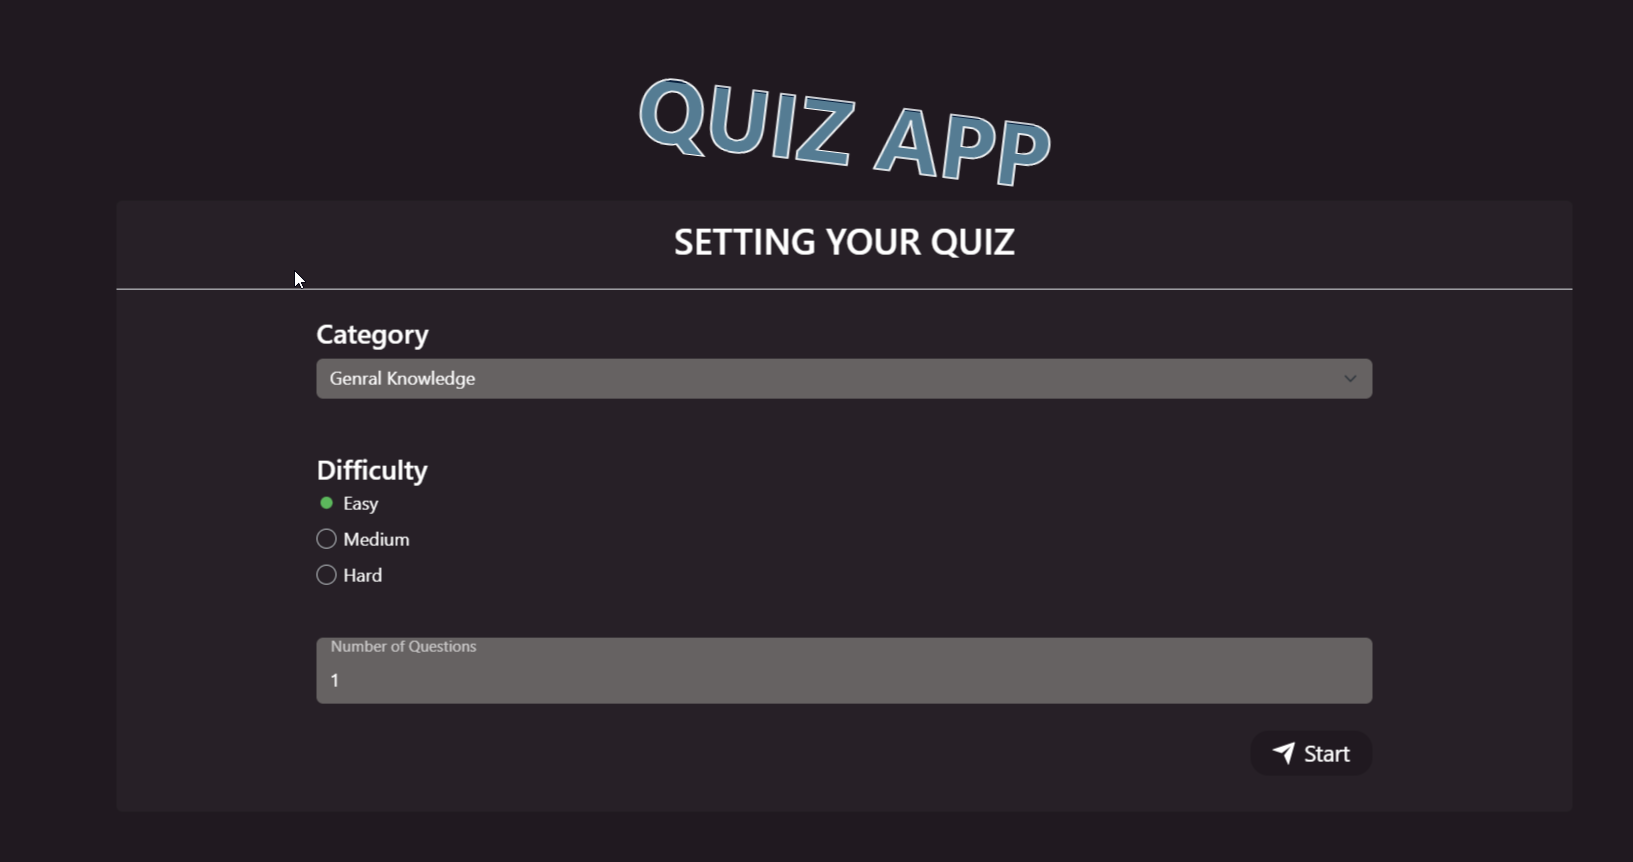 QUIZ APP
SETTING YOUR QUIZ
Category
Genral Knowledge
Difficulty
Easy
Medium
Hard
Number of Questions
1
Start